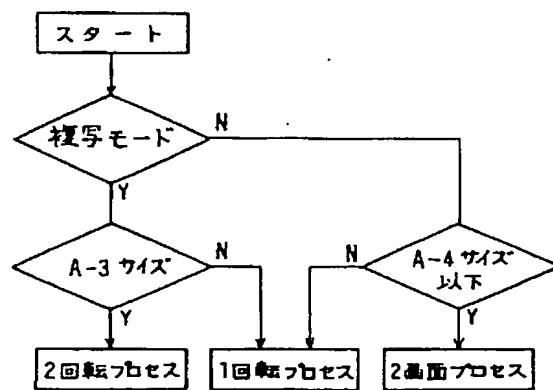 スタート
複写モード
N
Y
A-3 サイズ
N
N
A-4 サイズ
以下
Y
Y
2回転プロセス
1回転プロセス
2画面プロセス